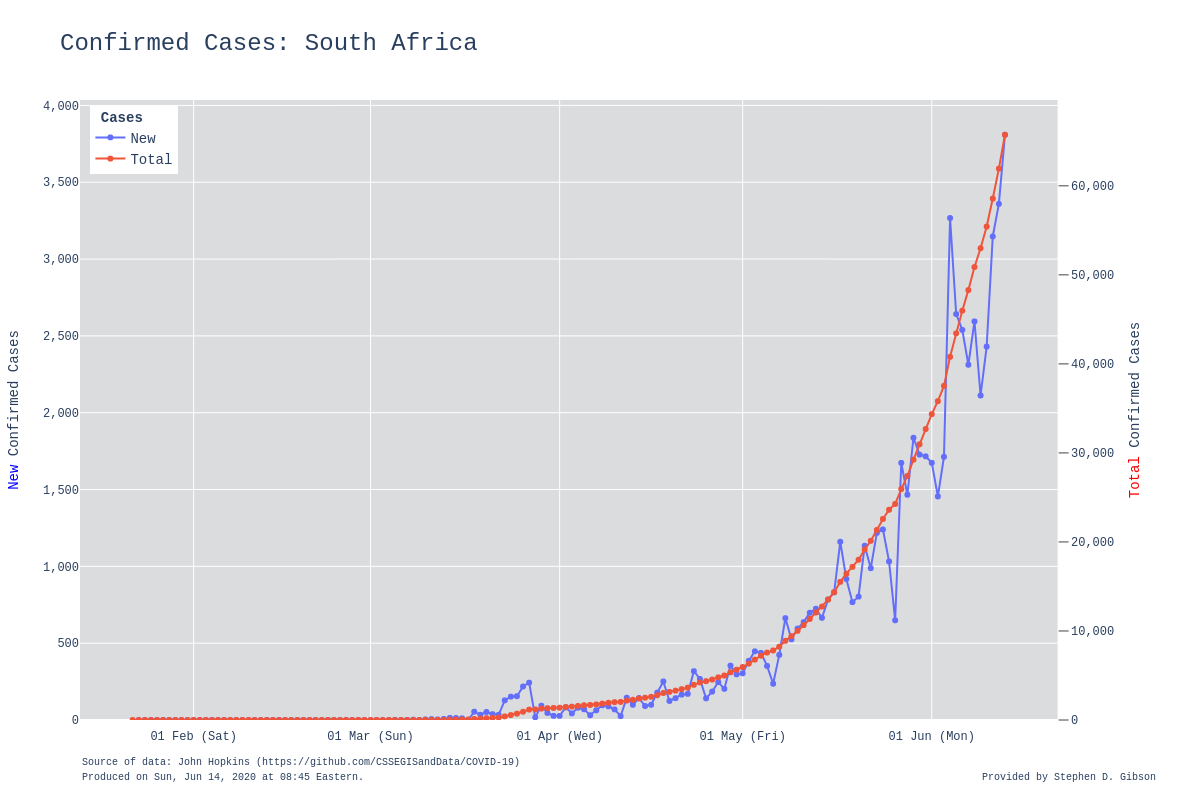 Confirmed Cases: South Africa
Cases
New
Total
4,000
3,500
3,000
2,500
2,000
1,500
1,000
500
0
New Confirmed Cases
60,000
50,000
40,000
30,000
20,000
10,000
0
Total Confirmed Cases
01 Feb (Sat)
01 Mar (Sun)
01 Apr (Wed)
01 May (Fri)
01 Jun (Mon)
Source of data: John Hopkins (https://github.com/CSSEGISandData/COVID-19)
Produced on Sun, Jun 14, 2020 at 08:45 Eastern.
Provided by Stephen D. Gibson